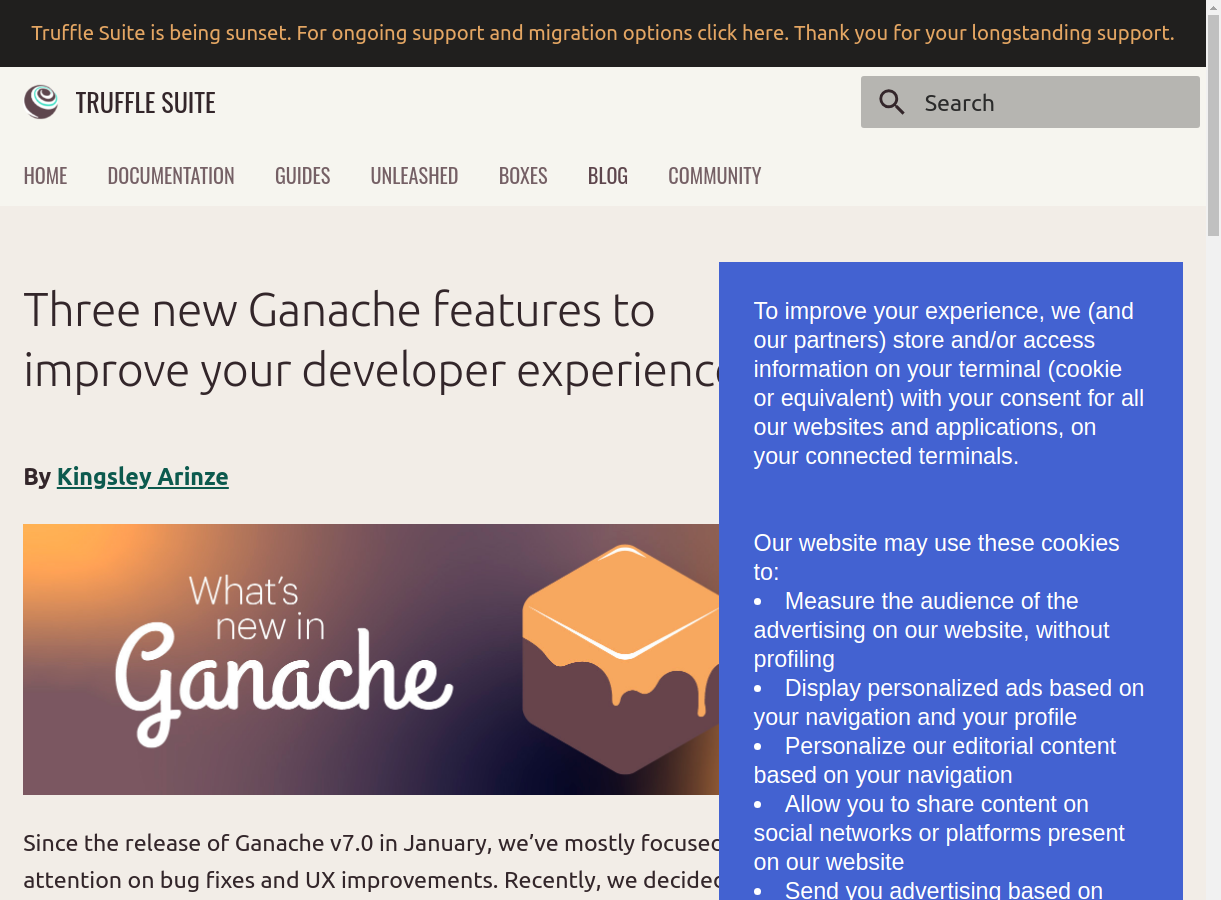 Truffle Suite is being sunset. For ongoing support and migration options click here. Thank you for your longstanding support.
TRUFFLE SUITE
Search
HOME DOCUMENTATION GUIDES UNLEASHED BOXES BLOG COMMUNITY
Three new Ganache features to
improve your developer experience
By Kingsley Arinze
What's
new in
Ganache
Since the release of Ganache v7.0 in January, we’ve mostly focused
attention on bug fixes and UX improvements. Recently, we decided
To improve your experience, we (and
our partners) store and/or access
information on your terminal (cookie
or equivalent) with your consent for all
our websites and applications, on
your connected terminals.
Our website may use these cookies
to:
• Measure the audience of the
advertising on our website, without
profiling
• Display personalized ads based on
your navigation and your profile
• Personalize our editorial content
based on your navigation
• Allow you to share content on
social networks or platforms present
on our website
• Send you advertising based on